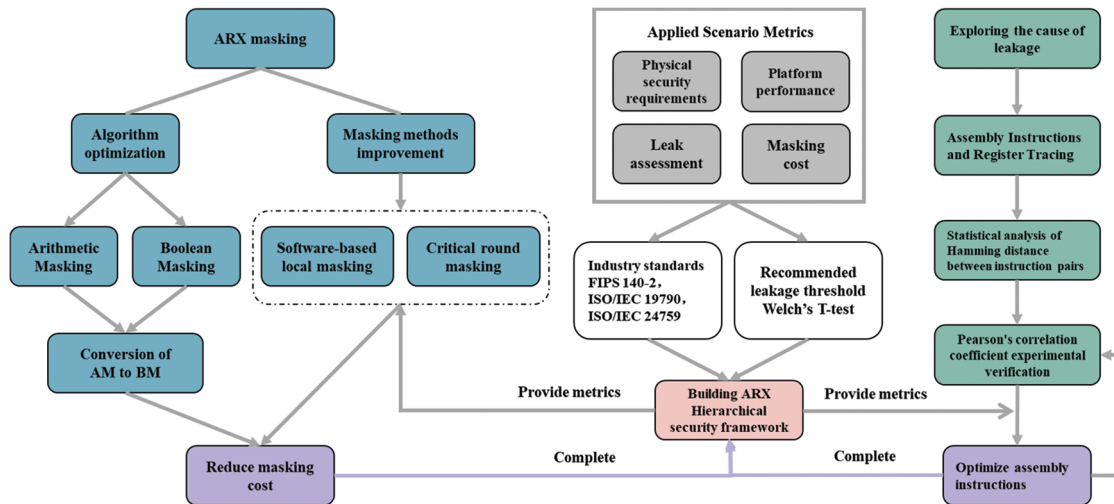 ARX masking
Algorithm
optimization
Masking methods
improvement
Arithmetic
Masking
Boolean
Masking
Software-based
local masking
Critical round
masking
Conversion of
AM to BM
Reduce masking
cost
Applied Scenario Metrics
Physical
security
requirements
Platform
performance
Leak
assessment
Masking
cost
Industry standards
FIPS 140-2,
ISO/IEC 19790,
ISO/IEC 24759
Recommended
leakage threshold
Welch's T-test
Provide metrics
Building ARX
Hierarchical
security framework
Provide metrics
Complete
Complete
Exploring the cause of
leakage
Assembly Instructions
and Register Tracing
Statistical analysis of
Hamming distance
between instruction pairs
Pearson's correlation
coefficient experimental
verification
Optimize assembly
instructions